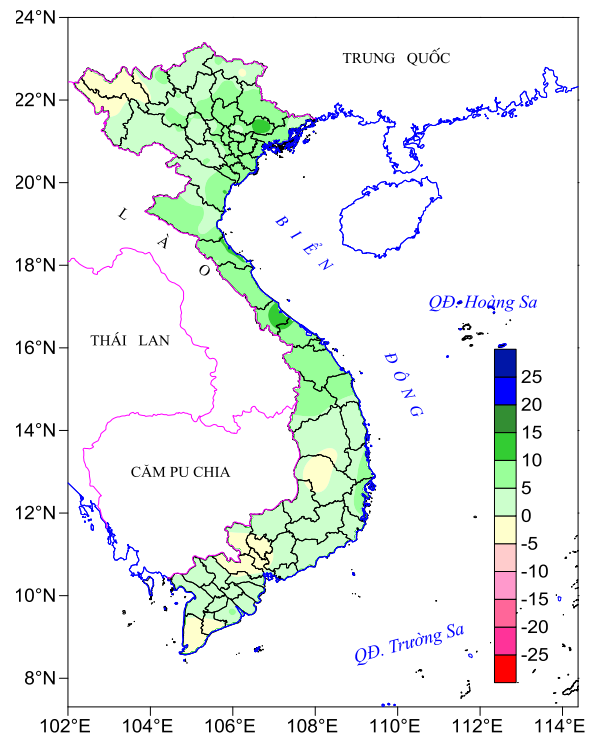 24°N
TRUNG QUỐC
22°N
20°N
LÀO
BIỂN
18°N
QĐ. Hoàng Sa
THÁI LAN
16°N
ĐÔNG
25
20
15
14°N
10
CĂM PU CHIA
5
12°N
0
-5
-10
10°N
-15
-20
QĐ. Trường Sa
-25
8°N
102°E 104°E 106°E 108°E 110°E 112°E 114°E